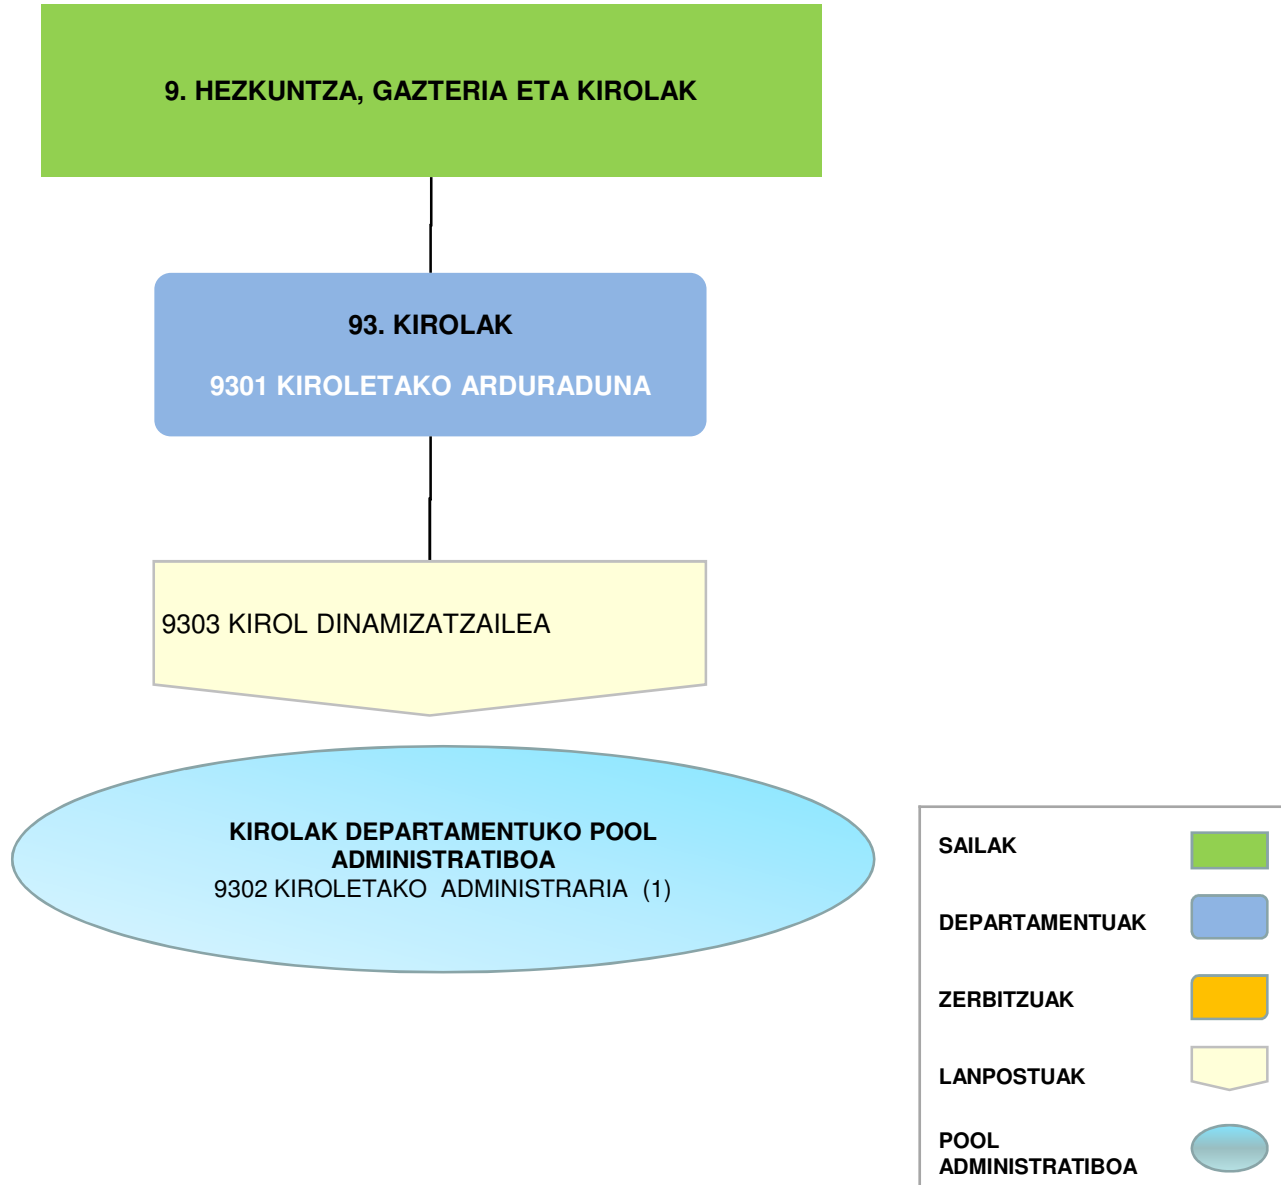 9. HEZKUNTZA, GAZTERIA ETA KIROLAK
93. KIROLAK
9301 KIROLETAKO ARDURADUNA
9303 KIROL DINAMIZATZAILEA
KIROLAK DEPARTAMENTUKO POOL
ADMINISTRATIBOA
9302 KIROLETAKO ADMINISTRARIA (1)
SAILAK
DEPARTAMENTUAK
ZERBITZUAK
LANPOSTUAK
POOL
ADMINISTRATIBOA